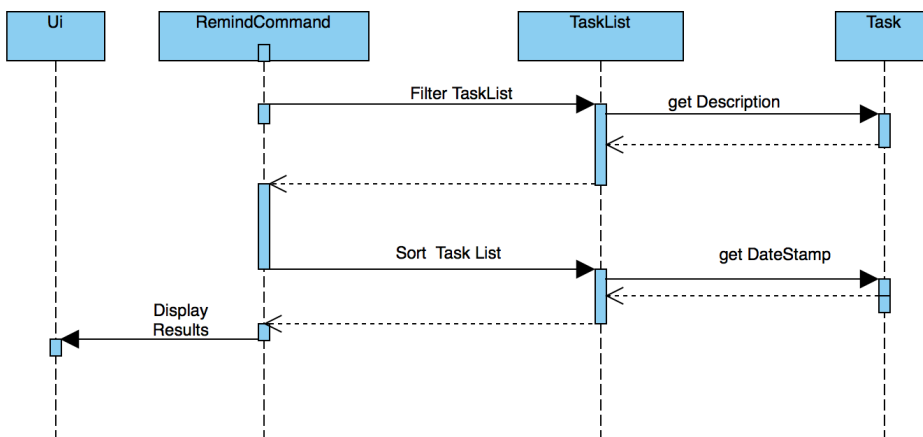 Ui
RemindCommand
TaskList
Task
Filter TaskList
get Description
Sort  Task List
get DateStamp
Display
Results